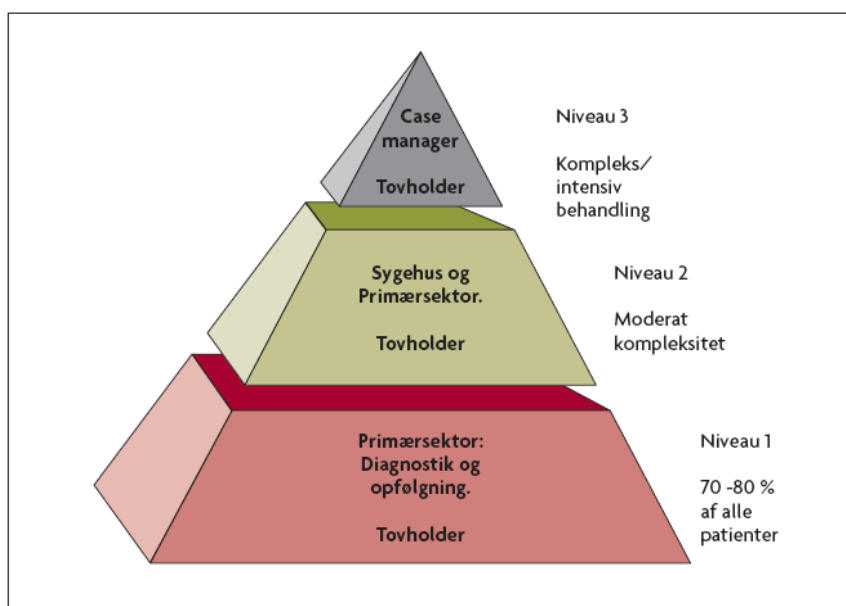 Case
manager
Tovholder
Niveau 3
Kompleks/
intensiv
behandling
Sygehus og
Primærsektor.
Tovholder
Niveau 2
Moderat
kompleksitet
Primærsektor:
Diagnostik og
opfølgning.
Tovholder
Niveau 1
70 -80 %
af alle
patienter